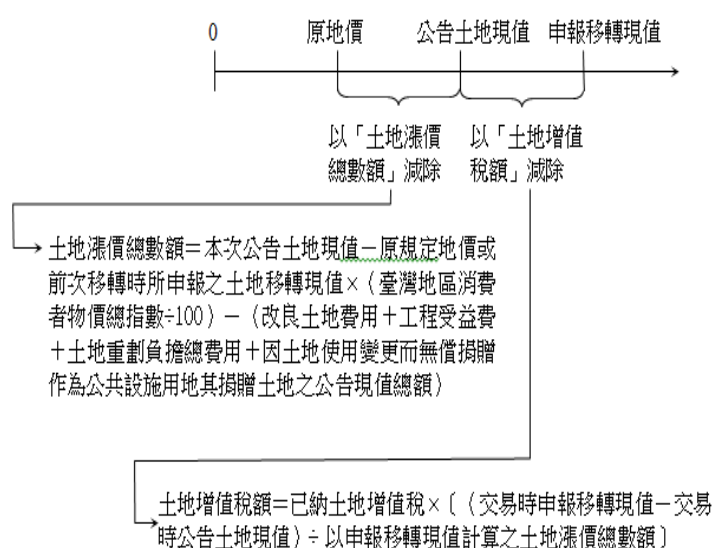 0 原地價 公告土地現值 申報移轉現值
以「土地漲價
總數額」減除
以「土地增值
稅額」減除
土地漲價總數額＝本次公告土地現值－原規定地價或
前次移轉時所申報之土地移轉現值×（臺灣地區消費
者物價總指數÷100）－（改良土地費用＋工程受益費
＋土地重劃負擔總費用＋因土地使用變更而無償捐贈
作為公共設施用地其捐贈土地之公告現值總額）
土地增值稅額=已納土地增值稅×〔（交易時申報移轉現值－交易
時公告土地現值）÷以申報移轉現值計算之土地漲價總數額〕